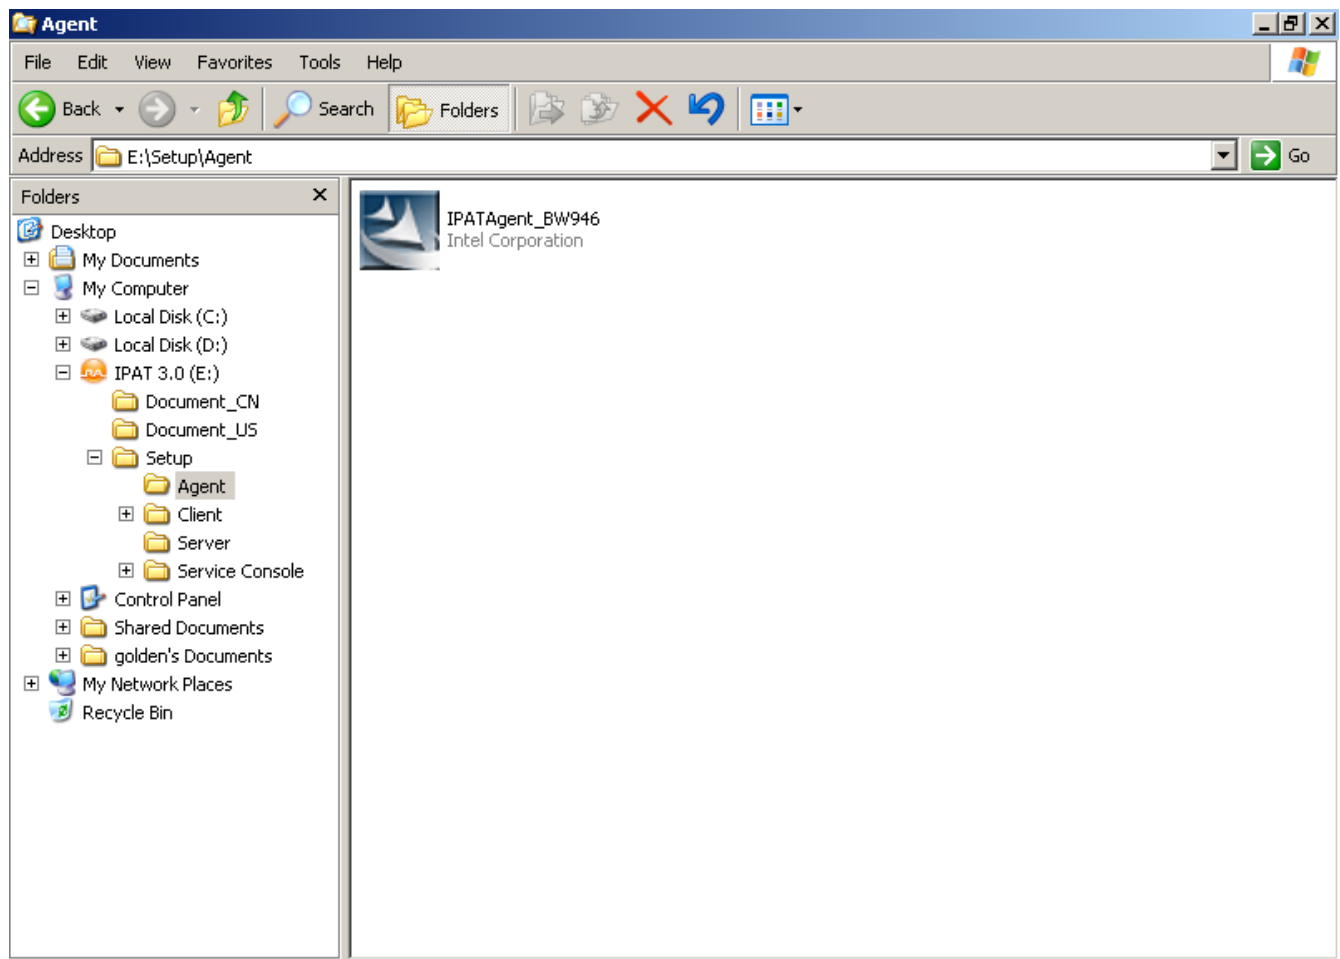 Agent
File Edit View Favorites Tools Help
Back Search Folders
Address E:\Setup\Agent Go
Folders
Desktop
My Documents
My Computer
Local Disk (C:)
Local Disk (D:)
IPAT 3.0 (E:)
Document_CN
Document_US
Setup
Agent
Client
Server
Service Console
Control Panel
Shared Documents
golden's Documents
My Network Places
Recycle Bin
IPATAgent_BW946
Intel Corporation